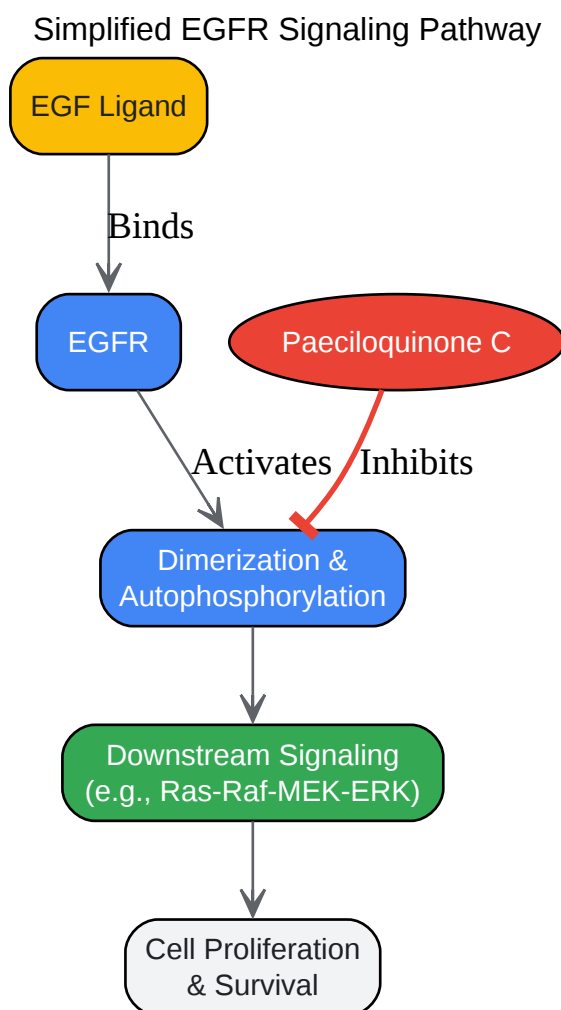 Simplified EGFR Signaling Pathway
EGF Ligand
Binds
EGFR
Paeciloquinone C
Activates
Inhibits
Dimerization &
Autophosphorylation
Downstream Signaling
(e.g., Ras-Raf-MEK-ERK)
Cell Proliferation
& Survival